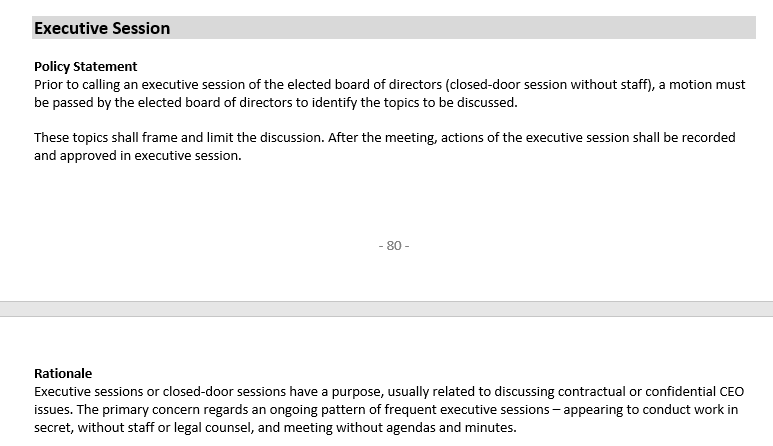 Executive Session
Policy Statement
Prior to calling an executive session of the elected board of directors (closed-door session without staff), a motion must
be passed by the elected board of directors to identify the topics to be discussed.
These topics shall frame and limit the discussion. After the meeting, actions of the executive session shall be recorded
and approved in executive session.
- 80 -
Rationale
Executive sessions or closed-door sessions have a purpose, usually related to discussing contractual or confidential CEO
issues. The primary concern regards an ongoing pattern of frequent executive sessions – appearing to conduct work in
secret, without staff or legal counsel, and meeting without agendas and minutes.